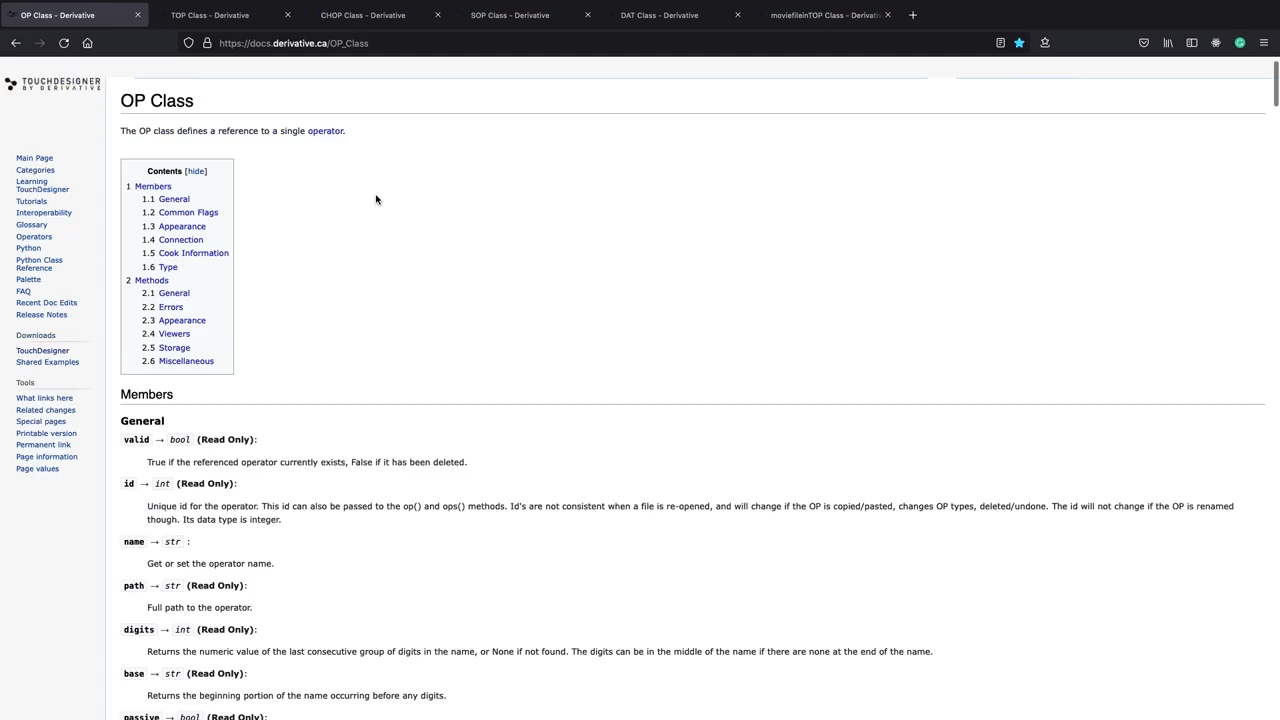 OP Class – Derivative
TOP Class – Derivative
CHOP Class – Derivative
SOP Class – Derivative
DAT Class – Derivative
moviefileinTOP Class – Derivativ
https://docs.derivative.ca/OP_Class
TOUCHDESIGNER
BY DERIVATIVE
Main Page
Categories
Learning
TouchDesigner
Tutorials
Interoperability
Glossary
Operators
Python
Python Class
Reference
Palette
FAQ
Recent Doc Edits
Release Notes
Downloads
TouchDesigner
Shared Examples
Tools
What links here
Related changes
Special pages
Printable version
Permanent link
Page information
Page values
OP Class
The OP class defines a reference to a single operator.
Contents [hide]
1 Members
1.1 General
1.2 Common Flags
1.3 Appearance
1.4 Connection
1.5 Cook Information
1.6 Type
2 Methods
2.1 General
2.2 Errors
2.3 Appearance
2.4 Viewers
2.5 Storage
2.6 Miscellaneous
Members
General
valid → bool (Read Only):
True if the referenced operator currently exists, False if it has been deleted.
id → int (Read Only):
Unique id for the operator. This id can also be passed to the op() and ops() methods. Id's are not consistent when a file is re-opened, and will change if the OP is copied/pasted, changes OP types, deleted/undone. The id will not change if the OP is renamed
though. Its data type is integer.
name → str :
Get or set the operator name.
path → str (Read Only):
Full path to the operator.
digits → int (Read Only):
Returns the numeric value of the last consecutive group of digits in the name, or None if not found. The digits can be in the middle of the name if there are none at the end of the name.
base → str (Read Only):
Returns the beginning portion of the name occurring before any digits.
passive → bool (Read Only):